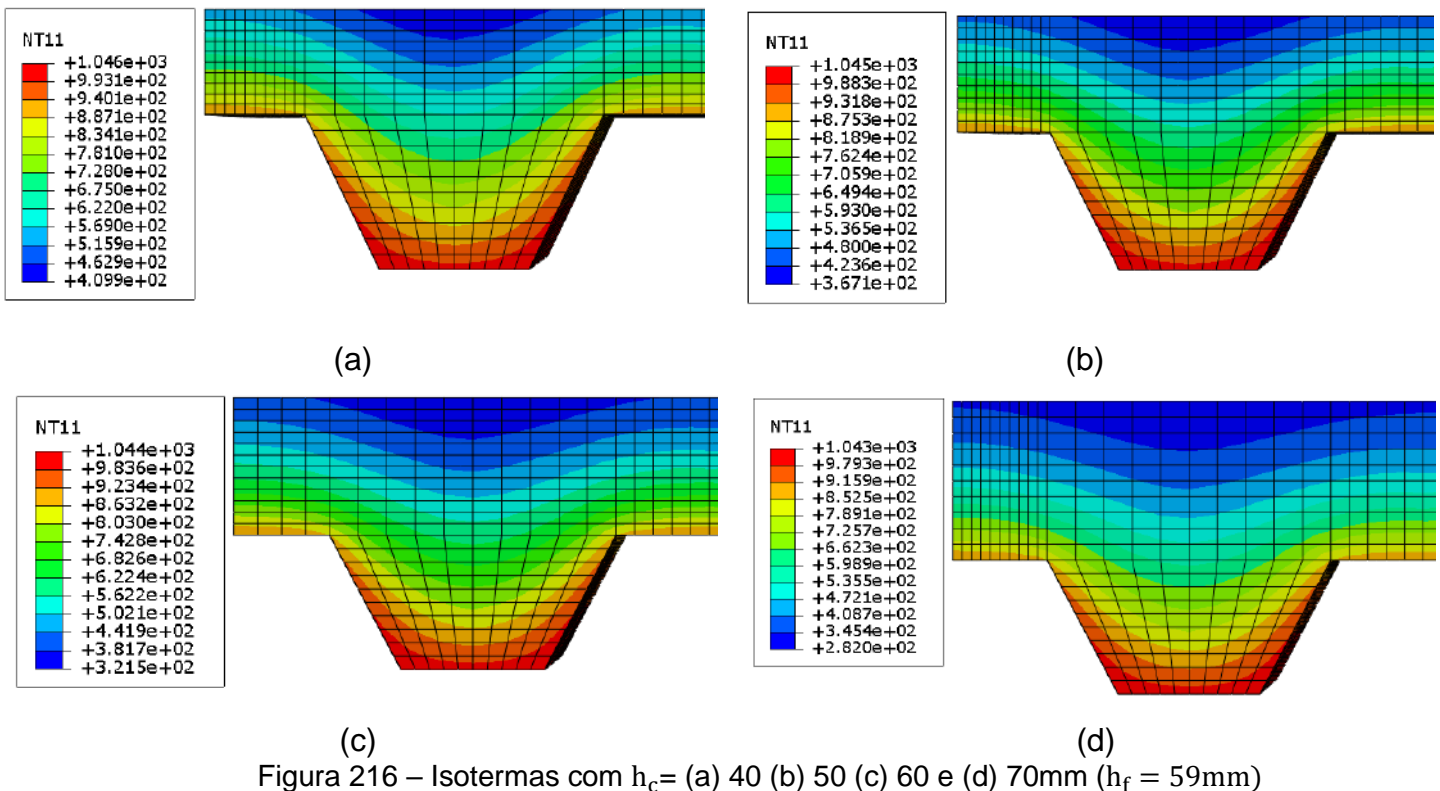 NT11
+1.046e+03
+9.931e+02
+9.401e+02
+8.871e+02
+8.341e+02
+7.810e+02
+7.280e+02
+6.750e+02
+6.220e+02
+5.690e+02
+5.159e+02
+4.629e+02
+4.099e+02
(a)
NT11
+1.045e+03
+9.883e+02
+9.318e+02
+8.753e+02
+8.189e+02
+7.624e+02
+7.059e+02
+6.494e+02
+5.930e+02
+5.365e+02
+4.800e+02
+4.236e+02
+3.671e+02
(b)
NT11
+1.044e+03
+9.836e+02
+9.234e+02
+8.632e+02
+8.030e+02
+7.428e+02
+6.826e+02
+6.224e+02
+5.622e+02
+5.021e+02
+4.419e+02
+3.817e+02
+3.215e+02
(c)
NT11
+1.043e+03
+9.793e+02
+9.159e+02
+8.525e+02
+7.891e+02
+7.257e+02
+6.623e+02
+5.989e+02
+5.355e+02
+4.721e+02
+4.087e+02
+3.454e+02
+2.820e+02
(d)
Figura 216 – Isotermas com h_c= (a) 40 (b) 50 (c) 60 e (d) 70mm (h_f = 59mm)